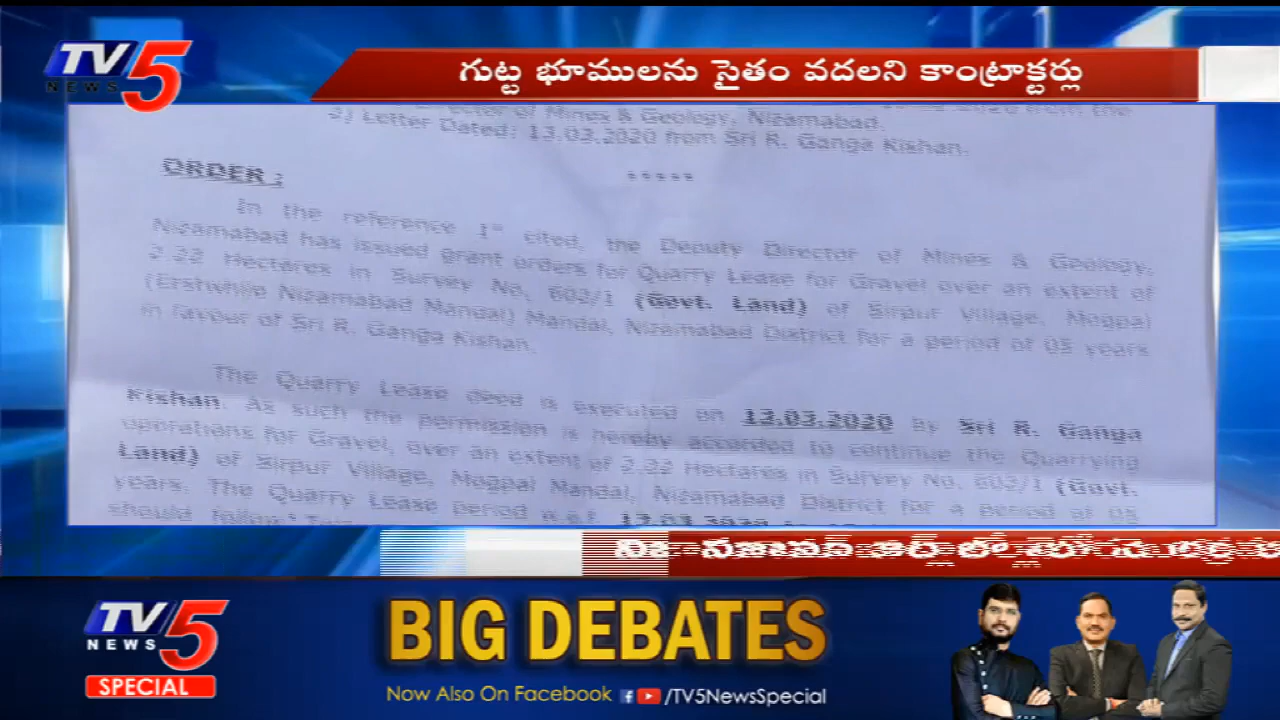 TV5
NEWS
గుట్ట భూములను సైతం వదలని కాంట్రాక్టర్లు
Director of Mines & Geology, Nizamabad.
2) Letter Dated: 13.03.2020 from Sri R. Ganga Kishan.
ORDER :
*****
In the reference 1st cited, the Deputy Director of Mines & Geology,
Nizamabad has issued grant orders for Quarry Lease for Gravel over an extent of
2.22 Hectares in Survey No. 602/1 (Govt. Land) of Sirpur Village, Mogpal
(Erstwhile Nizamabad Mandal) Mandal, Nizamabad District for a period of 05 years
in favour of Sri R. Ganga Kishan.
The Quarry Lease deed is executed on 13.03.2020 by Sri R. Ganga
Kishan. As such the permission is hereby accorded to continue the Quarrying
operations for Gravel, over an extent of 2.22 Hectares in Survey No. 602/1 (Govt.
Land) of Sirpur Village, Mogpal Mandal, Nizamabad District for a period of 05
years. The Quarry Lease period w.e.f. 13.03.2020
should follow
TV5
NEWS
SPECIAL
BIG DEBATES
Now Also On Facebook /TV5NewsSpecial